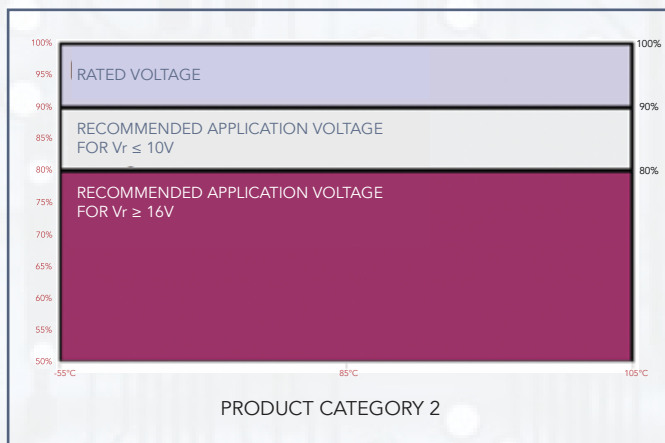 100%
95%
90%
85%
80%
75%
70%
65%
60%
55%
50%
RATED VOLTAGE
RECOMMENDED APPLICATION VOLTAGE
FOR Vr ≤ 10V
RECOMMENDED APPLICATION VOLTAGE
FOR Vr ≥ 16V
100%
90%
80%
-55°C
85°C
105°C
PRODUCT CATEGORY 2